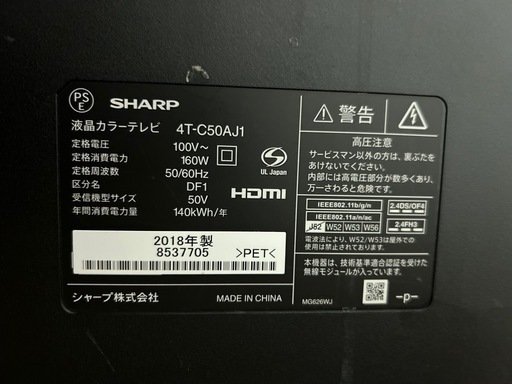 PS
E
SHARP
液晶カラーテレビ 4T-C50AJ1
定格電圧 100V～
定格消費電力 160W
定格周波数 50/60Hz
区分 DF1
受信機型サイズ 50V
年間消費電力量 140kWh/年
UL Japan
HDMI
2018年製
8537705 >PET<
シャープ株式会社 MADE IN CHINA
警告
高圧注意
サービスマン以外の方は、裏ぶたを
あけないでください。
内部には高電圧部分が数多くあり、
万一さわると危険です。
IEEE802.11b/g/n
IEEE802.11a/n/ac
J52 W52 W53 W56
2.4DS/OF4
2.4FH3
電波法により、W52/W53は屋外での
使用が禁止されております。
本機器は、技術基準適合認証を受けた
無線モジュールが入っています。
MG626WJ
-p-